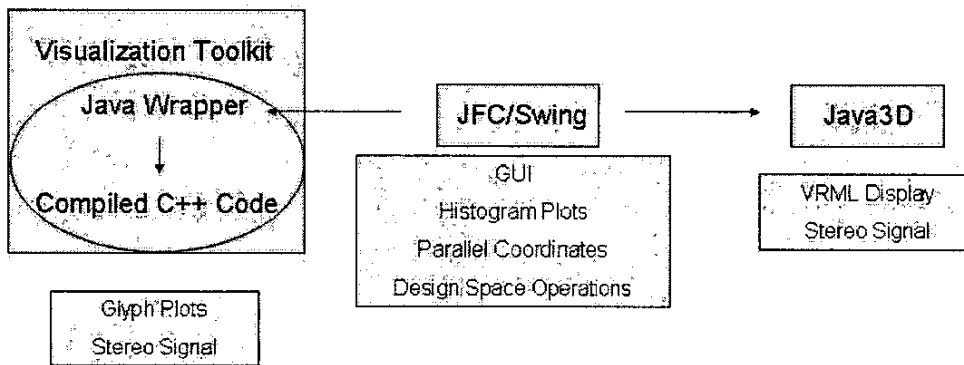 Visualization Toolkit
Java Wrapper
Compiled C++ Code
Glyph Plots
Stereo Signal
JFC/Swing
GUI
Histogram Plots
Parallel Coordinates
Design Space Operations
Java3D
VRML Display
Stereo Signal